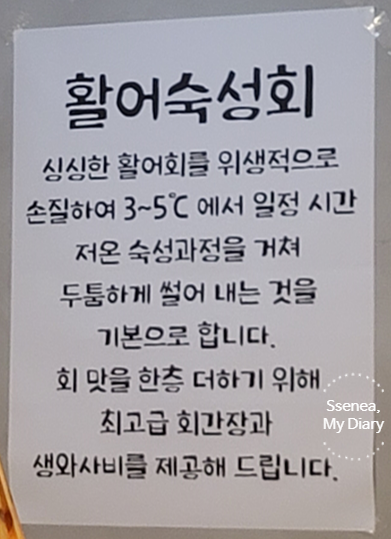 활어숙성회
싱싱한 활어회를 위생적으로
손질하여 3~5℃ 에서 일정 시간
저온 숙성과정을 거쳐
두툼하게 썰어 내는 것을
기본으로 합니다.
회 맛을 한층 더하기 위해
최고급 회간장과
생와사비를 제공해 드립니다.
Ssenea,
My Diary